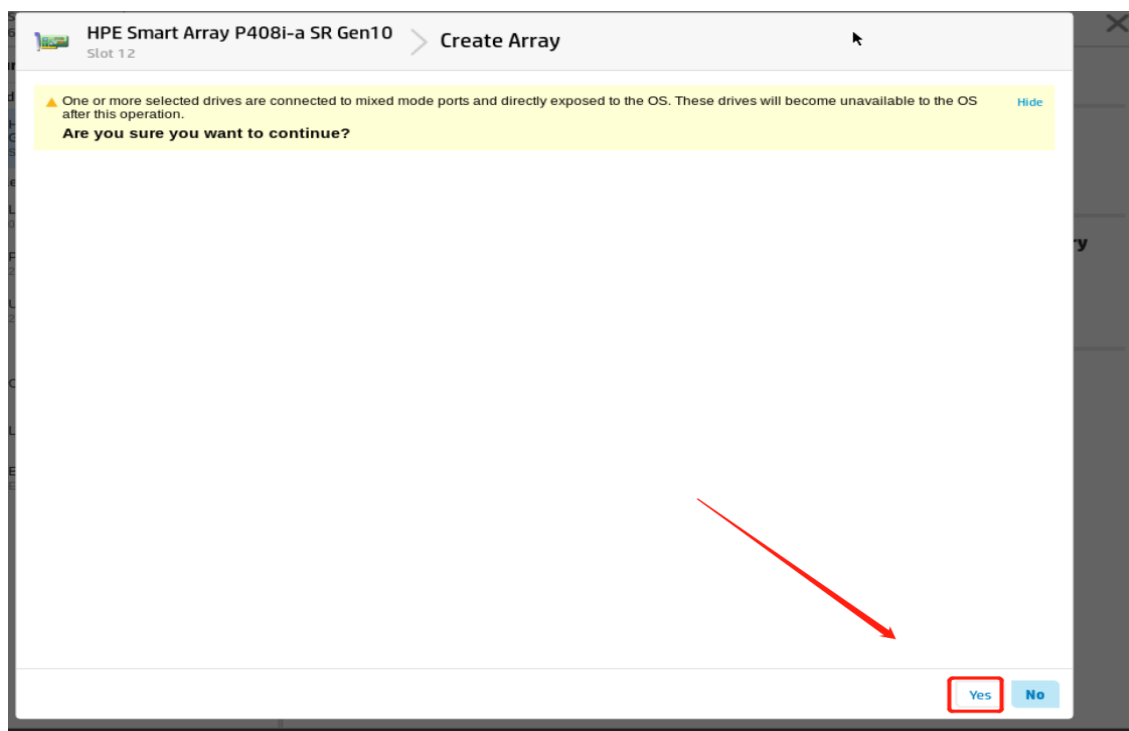 HPE Smart Array P408i-a SR Gen10
Slot 12
Create Array
One or more selected drives are connected to mixed mode ports and directly exposed to the OS. These drives will become unavailable to the OS
after this operation.
Hide
Are you sure you want to continue?
Yes
No